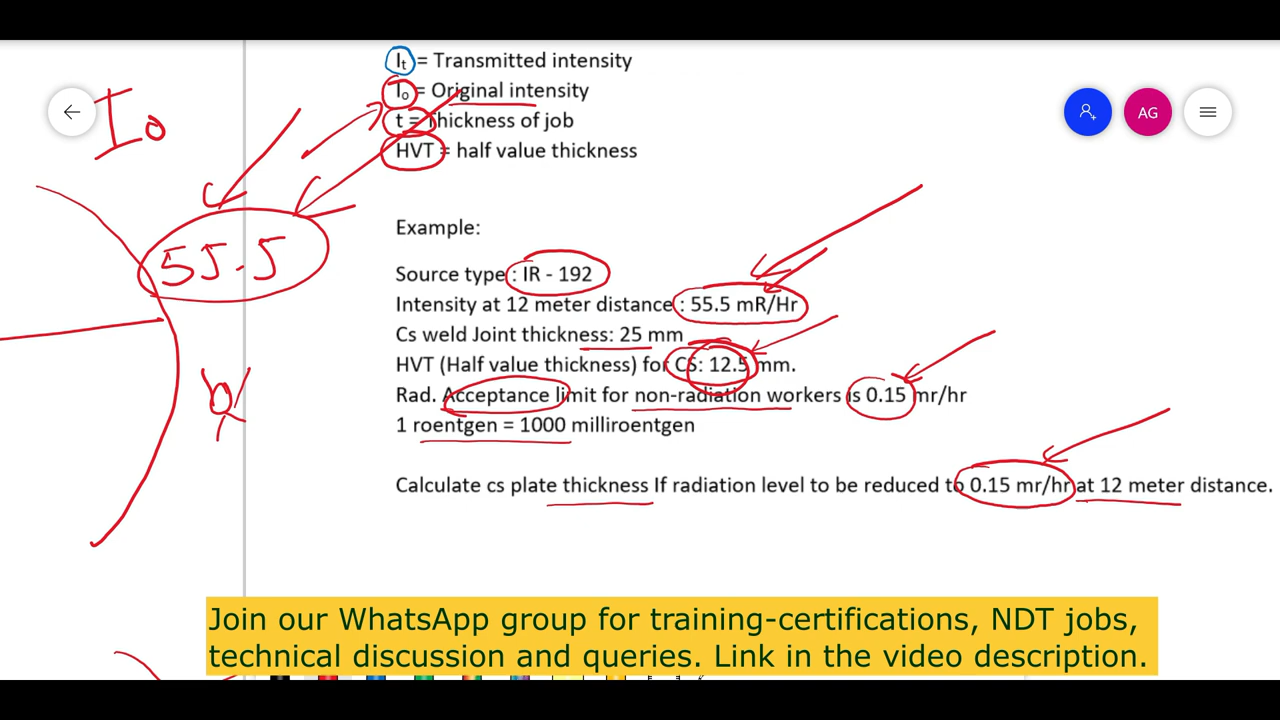 It = Transmitted intensity
Io = Original intensity
t = Thickness of job
HVT = half value thickness
Io
55.5
AG
Example:
Source type : IR - 192
Intensity at 12 meter distance : 55.5 mR/Hr
Cs weld Joint thickness: 25 mm
HVT (Half value thickness) for CS: 12.5 mm.
Rad. Acceptance limit for non-radiation workers is 0.15 mr/hr
1 roentgen = 1000 milliroentgen
Calculate cs plate thickness If radiation level to be reduced to 0.15 mr/hr at 12 meter distance.
Join our WhatsApp group for training-certifications, NDT jobs,
technical discussion and queries. Link in the video description.